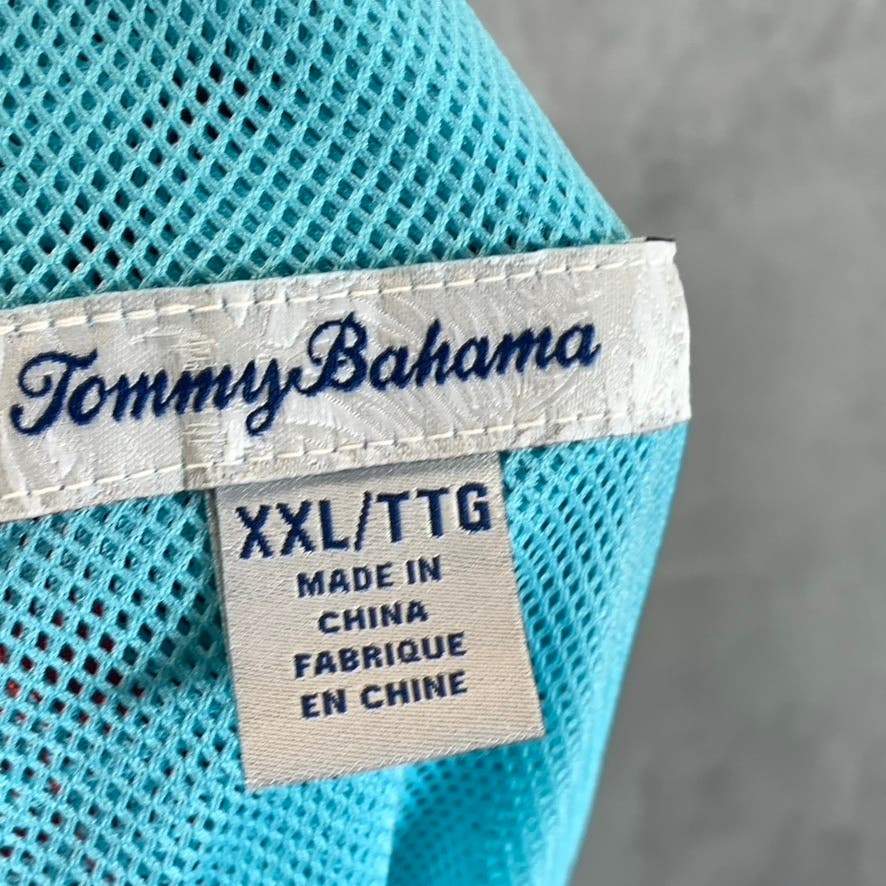 Tommy Bahama
XXL/TTG
MADE IN
CHINA
FABRIQUE
EN CHINE